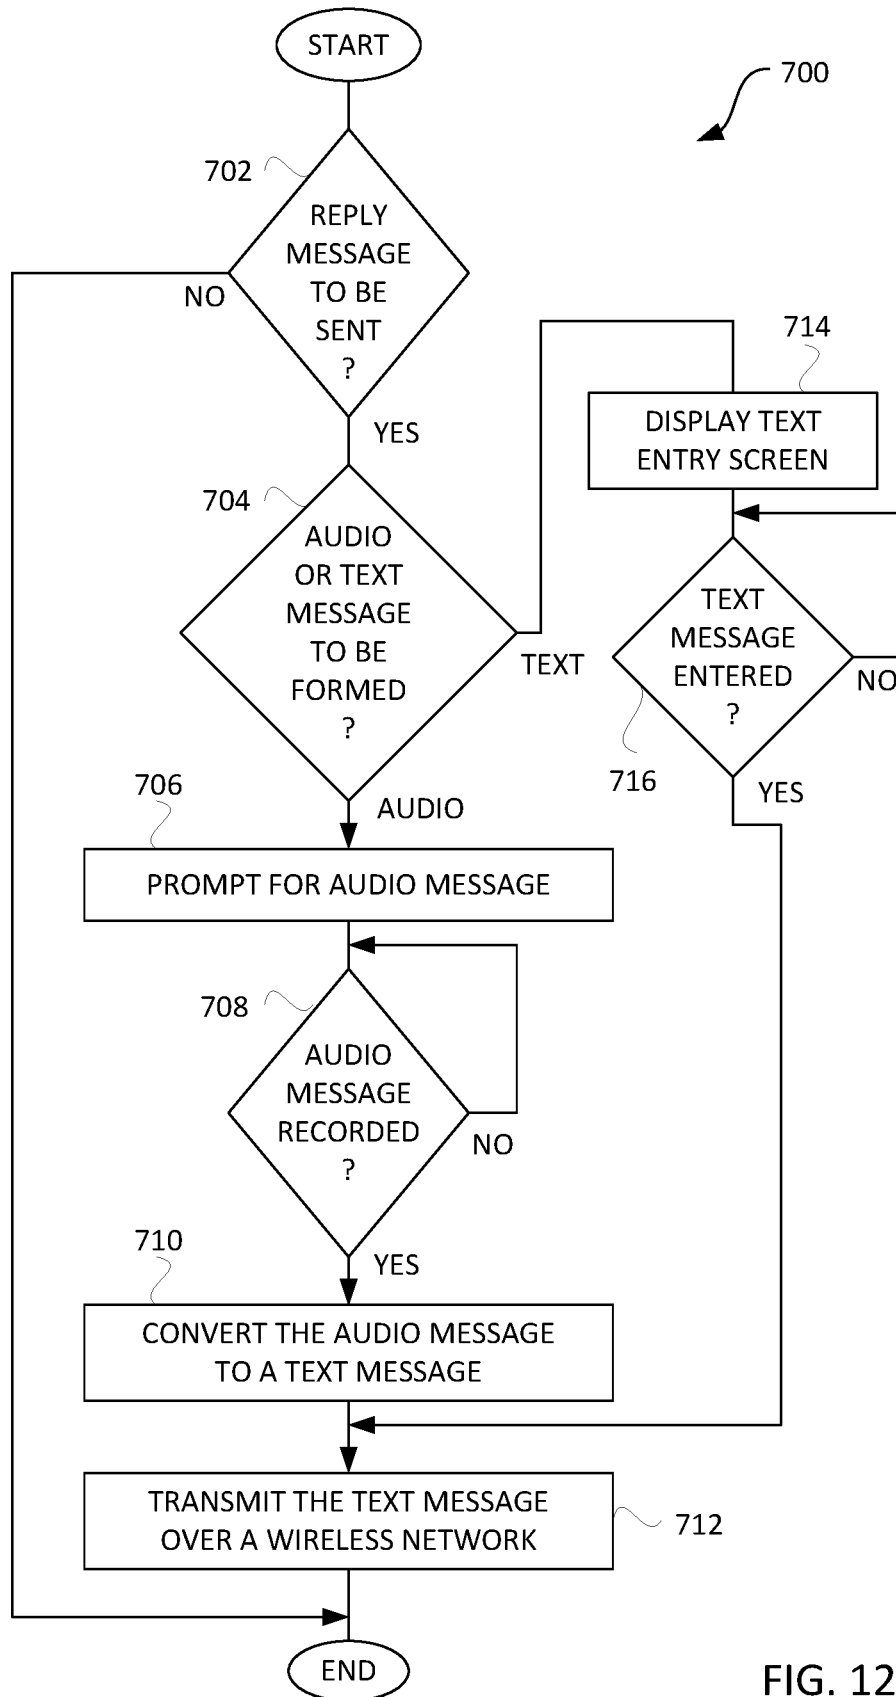 START
700
702
REPLY
MESSAGE
TO BE
SENT
?
NO
YES
714
DISPLAY TEXT
ENTRY SCREEN
704
AUDIO
OR TEXT
MESSAGE
TO BE
FORMED
?
TEXT
TEXT
MESSAGE
ENTERED
?
NO
716
YES
706
AUDIO
PROMPT FOR AUDIO MESSAGE
708
AUDIO
MESSAGE
RECORDED
?
NO
710
YES
CONVERT THE AUDIO MESSAGE
TO A TEXT MESSAGE
TRANSMIT THE TEXT MESSAGE
OVER A WIRELESS NETWORK
712
END
FIG. 12